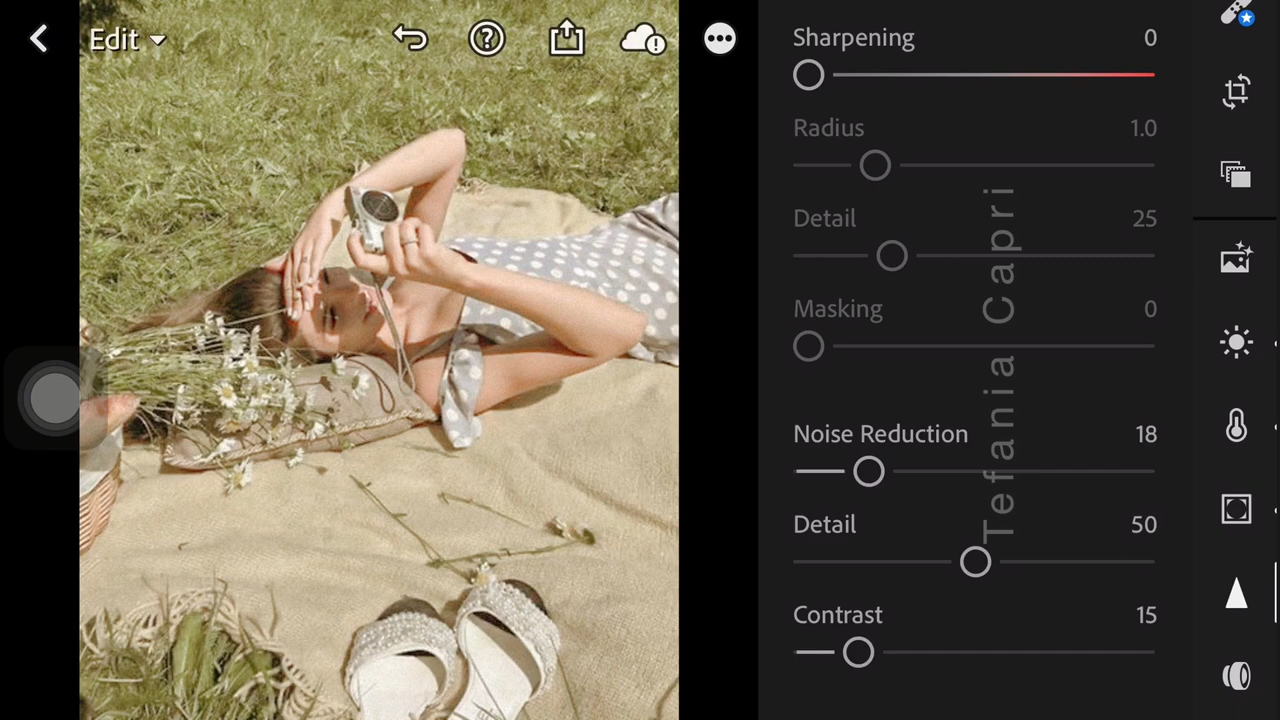 Edit
Sharpening 0
Radius 1.0
Detail 25
Masking 0
Noise Reduction 18
Detail 50
Contrast 15
Tefania Capri